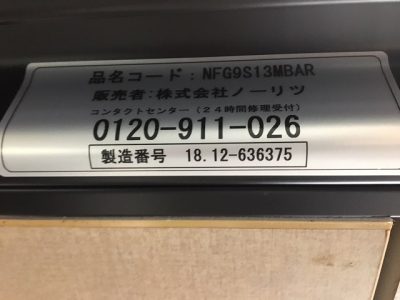 品名コード:NFG9S13MBAR
販売者:株式会社ノーリツ
コンタクトセンター(24時間修理受付)
0120-911-026
製造番号 18.12-636375